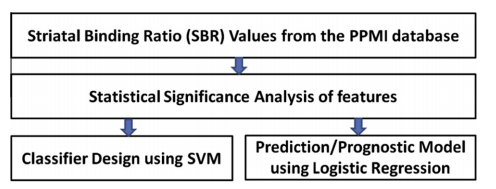 Striatal Binding Ratio (SBR) Values from the PPMI database
Statistical Significance Analysis of features
Classifier Design using SVM
Prediction/Prognostic Model
using Logistic Regression